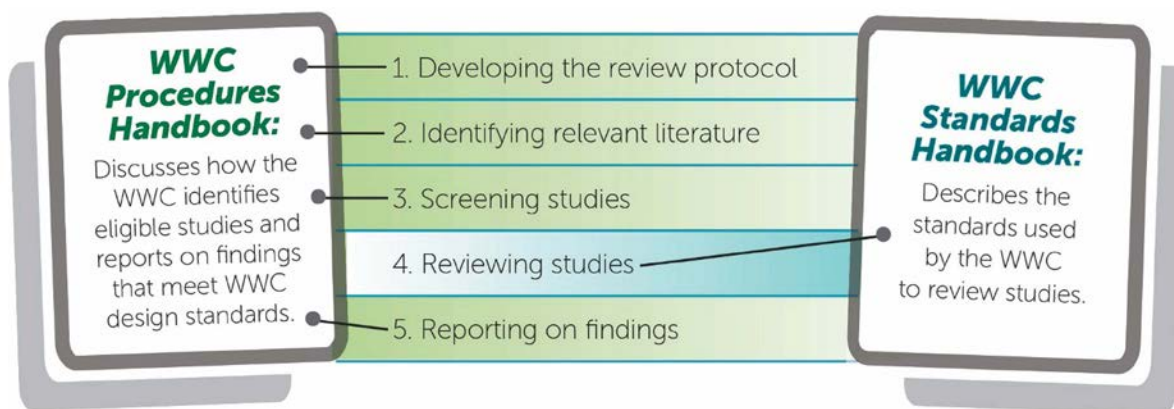 WWC
Procedures
Handbook:
Discusses how the
WWC identifies
eligible studies and
reports on findings
that meet WWC
design standards.
1. Developing the review protocol
2. Identifying relevant literature
3. Screening studies
4. Reviewing studies
5. Reporting on findings
WWC
Standards
Handbook:
Describes the
standards used
by the WWC
to review studies.